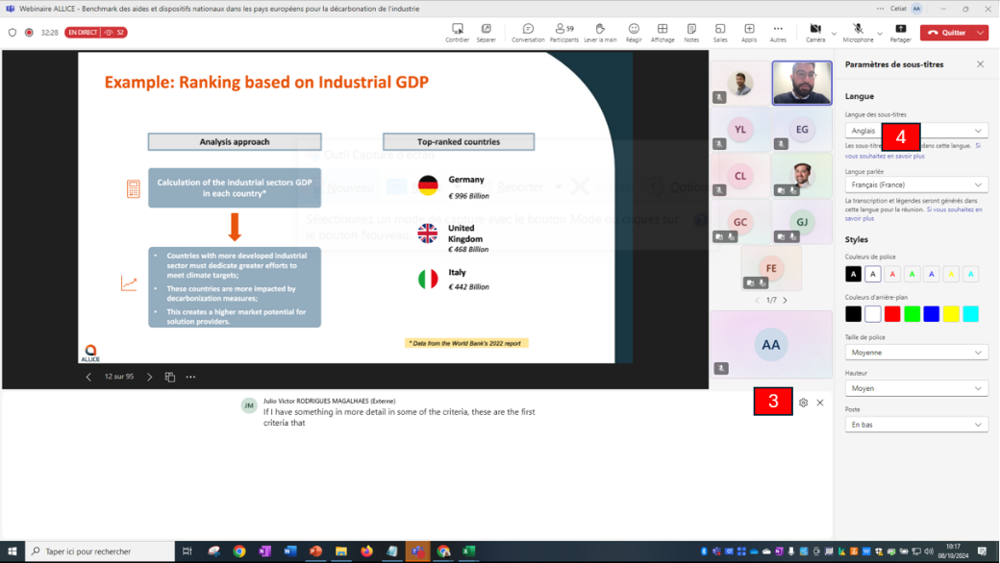 Webinaire ALLICE - Benchmark des aides et dispositifs nationaux dans les pays européens pour la décarbonation de l'industrie
Cetiat AA
32:28 EN DIRECT 52
Contrôler Séparer Conversation 59 Participants Lever la main Réagir Affichage Notes Salles Applis Autres Caméra Microphone Partager Quitter
Example: Ranking based on Industrial GDP
Analysis approach
Calculation of the industrial sectors GDP
in each country*
• Countries with more developed industrial
sector must dedicate greater efforts to
meet climate targets;
• These countries are more impacted by
decarbonization measures;
• This creates a higher market potential for
solution providers.
Top-ranked countries
Germany
€ 996 Billion
United
Kingdom
€ 468 Billion
Italy
€ 442 Billion
* Data from the World Bank's 2022 report
ALLICE
Outil Capture d'écran
Nouveau
Reporter
Options
Sélectionnez un mode de capture avec le bouton Mode ou cliquez sur
le bouton Nouveau
12 sur 95
YL
EG
CL
GC
GJ
FE
1/7
AA
3
JM
Julio Victor RODRIGUES MAGALHAES (Externe)
If I have something in more detail in some of the criteria, these are the first
criteria that
Paramètres de sous-titres
Langue
Langue des sous-titres
Anglais
4
Les sous-titres dans cette langue. Si
vous souhaitez en savoir plus
Langue parlée
Français (France)
La transcription et légendes seront générés dans
cette langue pour la réunion. Si vous souhaitez en
savoir plus
Styles
Couleurs de police
A A A A A A A
Couleurs d'arrière-plan
Taille de police
Moyenne
Hauteur
Moyen
Poste
En bas
Taper ici pour rechercher
10:17
08/10/2024